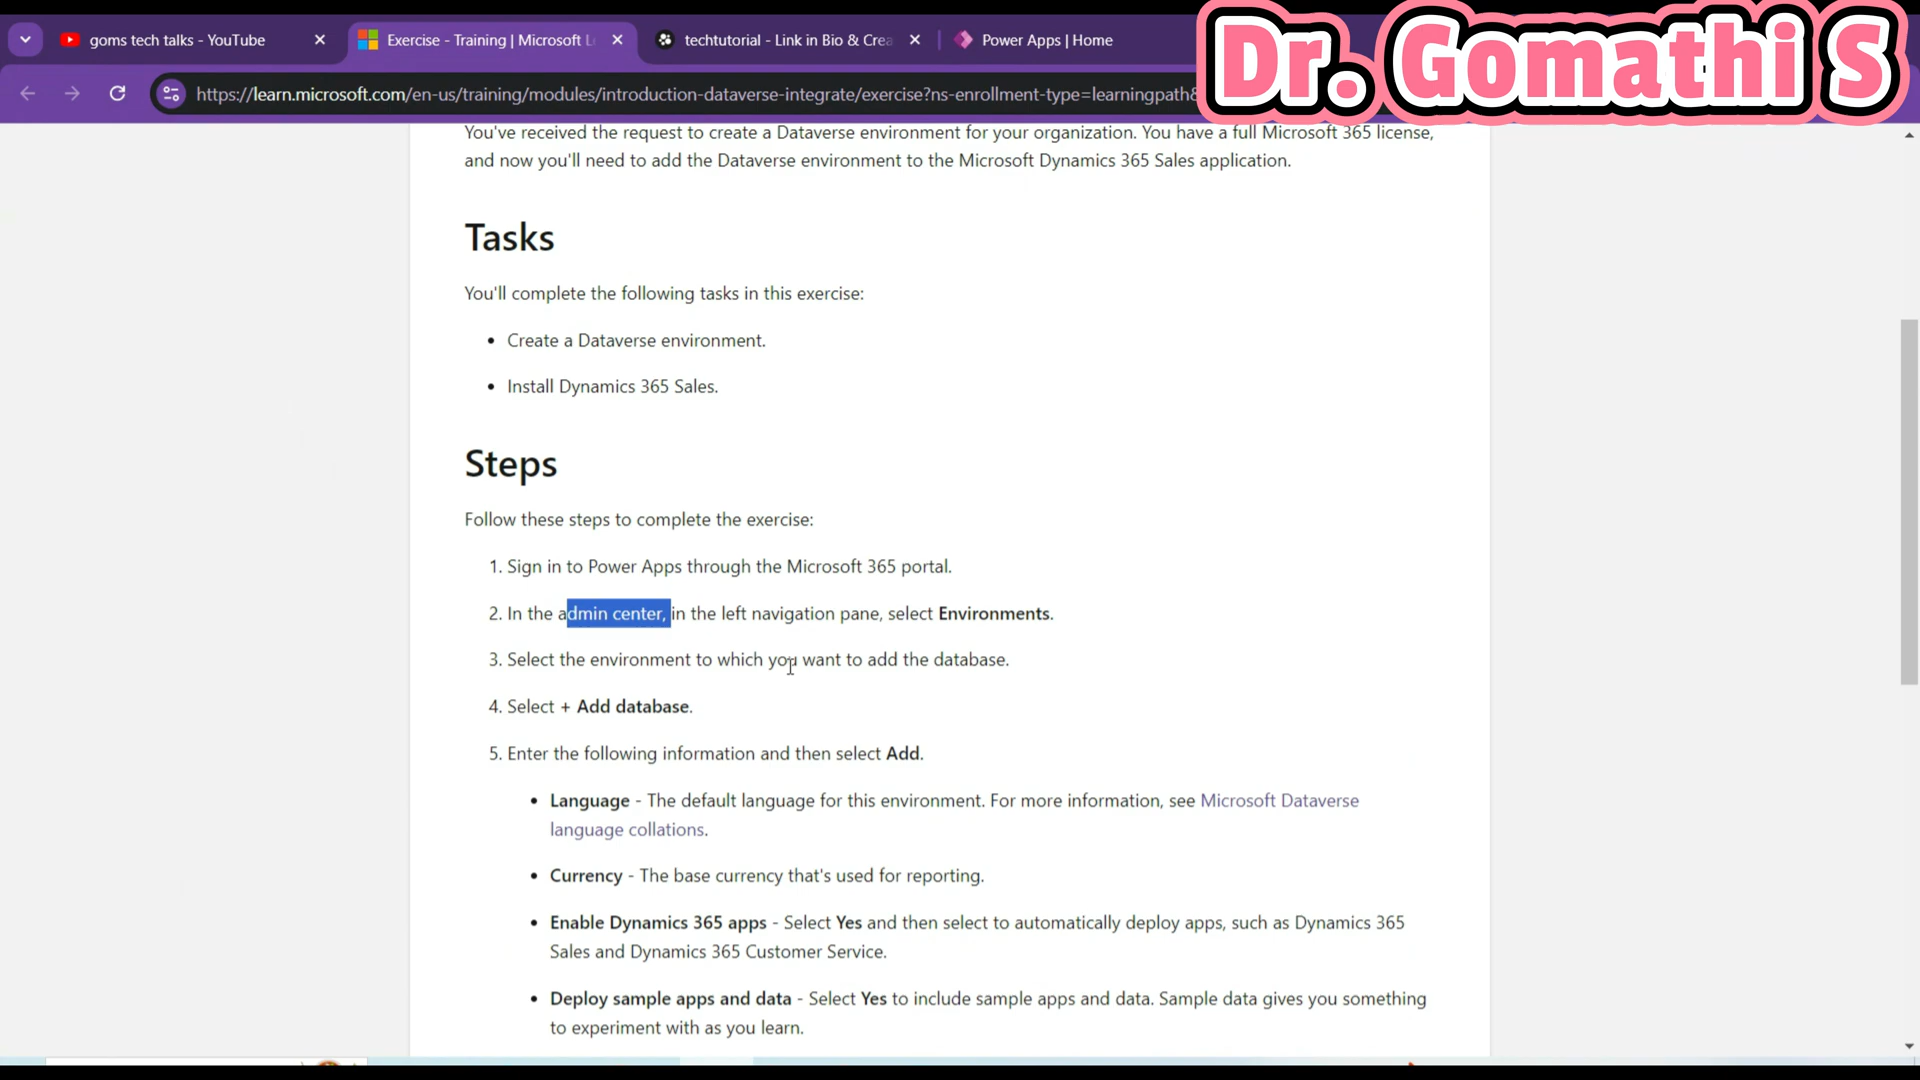 goms tech talks - YouTube
Exercise - Training | Microsoft L
techtutorial - Link in Bio & Crea
Power Apps | Home
Dr. Gomathi S
https://learn.microsoft.com/en-us/training/modules/introduction-dataverse-integrate/exercise?ns-enrollment-type=learningpath&
You've received the request to create a Dataverse environment for your organization. You have a full Microsoft 365 license,
and now you'll need to add the Dataverse environment to the Microsoft Dynamics 365 Sales application.
Tasks
You'll complete the following tasks in this exercise:
• Create a Dataverse environment.
• Install Dynamics 365 Sales.
Steps
Follow these steps to complete the exercise:
1. Sign in to Power Apps through the Microsoft 365 portal.
2. In the admin center, in the left navigation pane, select Environments.
3. Select the environment to which you want to add the database.
4. Select + Add database.
5. Enter the following information and then select Add.
• Language - The default language for this environment. For more information, see Microsoft Dataverse
language collations.
• Currency - The base currency that's used for reporting.
• Enable Dynamics 365 apps - Select Yes and then select to automatically deploy apps, such as Dynamics 365
Sales and Dynamics 365 Customer Service.
• Deploy sample apps and data - Select Yes to include sample apps and data. Sample data gives you something
to experiment with as you learn.